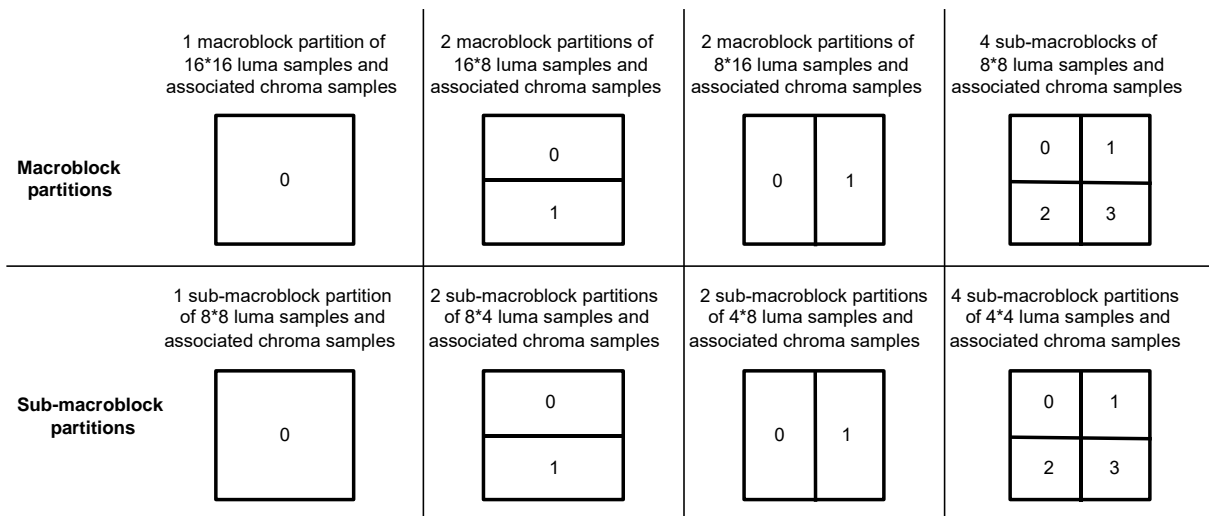 1 macroblock partition of
16*16 luma samples and
associated chroma samples
2 macroblock partitions of
16*8 luma samples and
associated chroma samples
2 macroblock partitions of
8*16 luma samples and
associated chroma samples
4 sub-macroblocks of
8*8 luma samples and
associated chroma samples
Macroblock
partitions
0
0
1
0 1
0 1
2 3
1 sub-macroblock partition
of 8*8 luma samples and
associated chroma samples
2 sub-macroblock partitions
of 8*4 luma samples and
associated chroma samples
2 sub-macroblock partitions
of 4*8 luma samples and
associated chroma samples
4 sub-macroblock partitions
of 4*4 luma samples and
associated chroma samples
Sub-macroblock
partitions
0
0
1
0 1
0 1
2 3